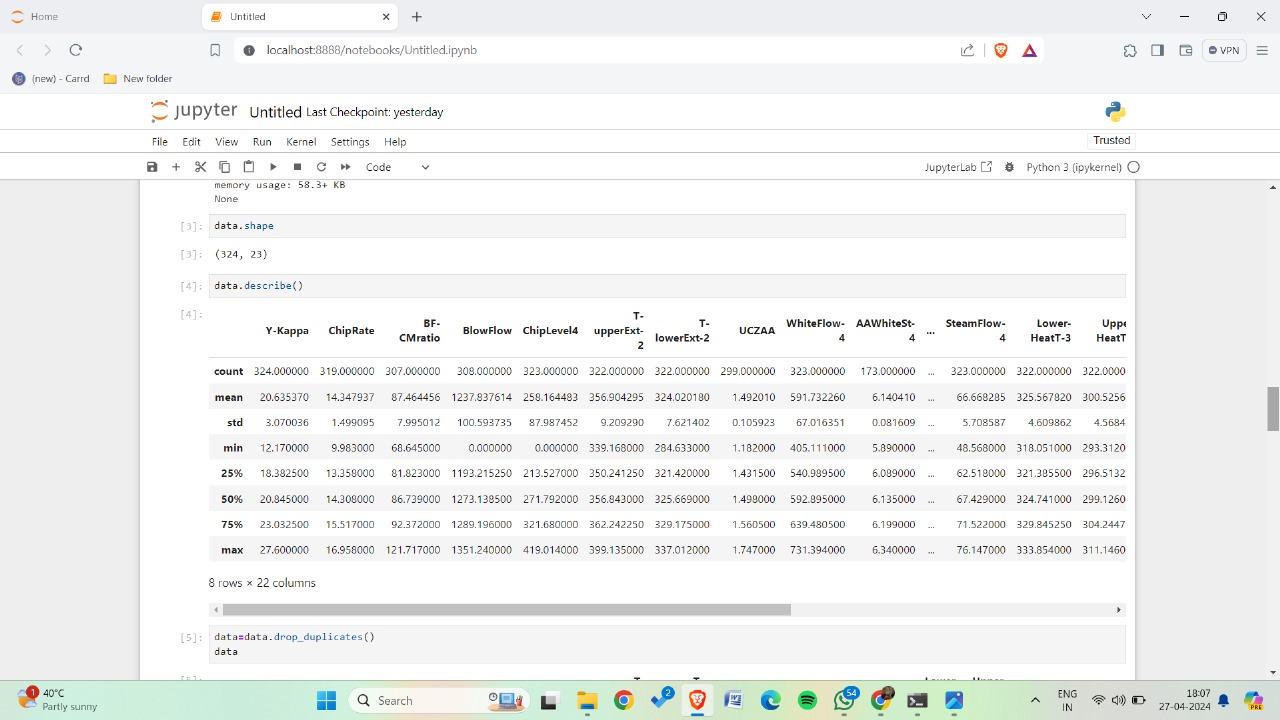 Home
Untitled
localhost:8888/notebooks/Untitled.ipynb
VPN
(new) - Carrd New folder
jupyter Untitled Last Checkpoint: yesterday
File Edit View Run Kernel Settings Help
Trusted
Code
JupyterLab Python 3 (ipykernel)
memory usage: 58.3+ KB
None
[3]: data.shape
[3]: (324, 23)
[4]: data.describe()
[4]:
Y-Kappa ChipRate BF-CMratio BlowFlow ChipLevel4 T-upperExt-2 T-lowerExt-2 UCZAA WhiteFlow-4 AAWhiteSt-4 ... SteamFlow-4 Lower-HeatT-3 Uppe HeatT
count 324.000000 319.000000 307.000000 308.000000 323.000000 322.000000 322.000000 299.000000 323.000000 173.000000 ... 323.000000 322.000000 322.0000
mean 20.635370 14.347937 87.464456 1237.837614 258.164483 356.904295 324.020180 1.492010 591.732260 6.140410 ... 66.668285 325.567820 300.5256
std 3.070036 1.499095 7.995012 100.593735 87.987452 9.209290 7.621402 0.105923 67.016351 0.081609 ... 5.708587 4.609862 4.5684
min 12.170000 9.983000 68.645000 0.000000 0.000000 339.168000 284.633000 1.182000 405.111000 5.890000 ... 48.568000 318.051000 293.3120
25% 18.382500 13.358000 81.823000 1193.215250 213.527000 350.241250 321.420000 1.431500 540.989500 6.089000 ... 62.518000 321.385500 296.5132
50% 20.845000 14.308000 86.739000 1273.138500 271.792000 356.843000 325.669000 1.498000 592.895000 6.135000 ... 67.429000 324.741000 299.1260
75% 23.032500 15.517000 92.372000 1289.196000 321.680000 362.242250 329.175000 1.560500 639.480500 6.199000 ... 71.522000 329.845250 304.2447
max 27.600000 16.958000 121.717000 1351.240000 419.014000 399.135000 337.012000 1.747000 731.394000 6.340000 ... 76.147000 333.854000 311.1460
8 rows × 22 columns
[5]: data=data.drop_duplicates()
data
1 40°C
Partly sunny
Search
2
54
ENG
IN
18:07
27-04-2024
PRE